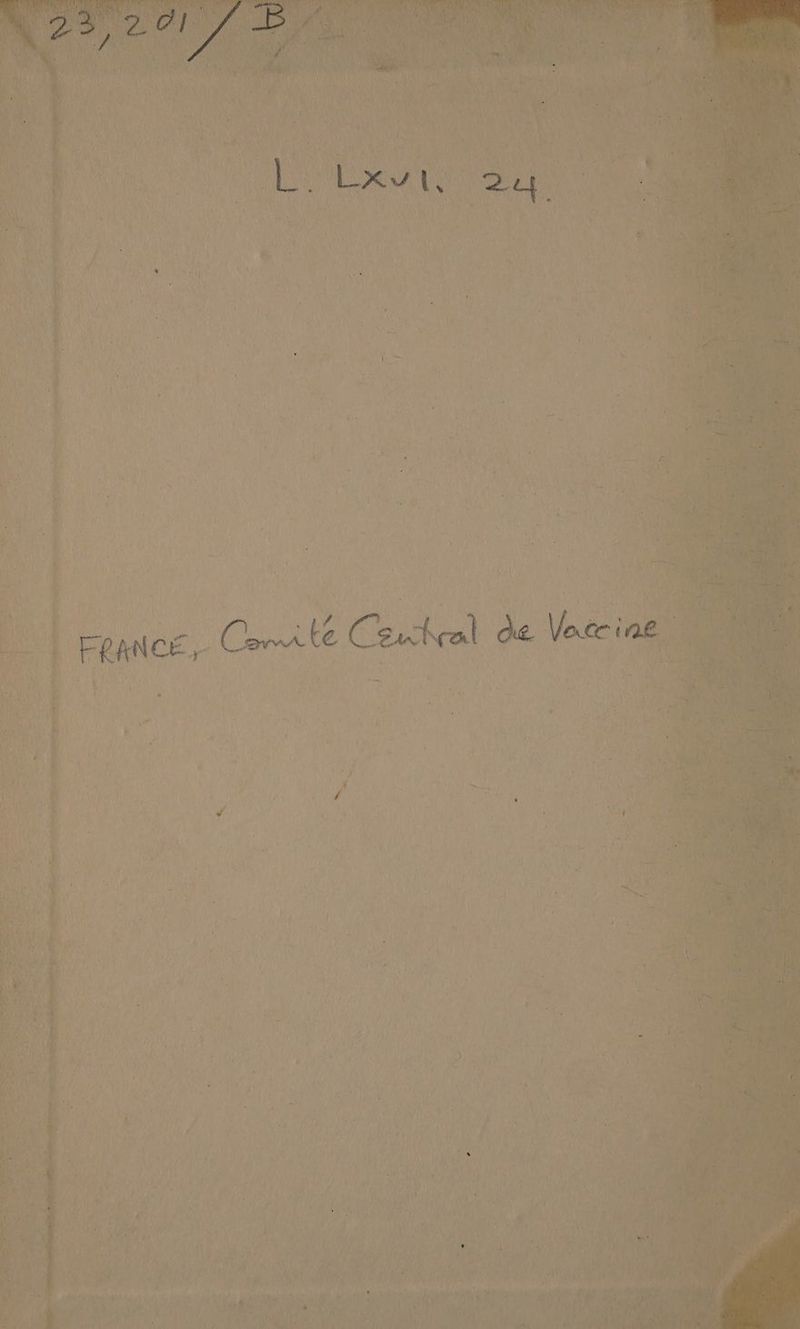 23,201/B
L. LXVI. 24.
FRANCE, Comité Central de Vaccine